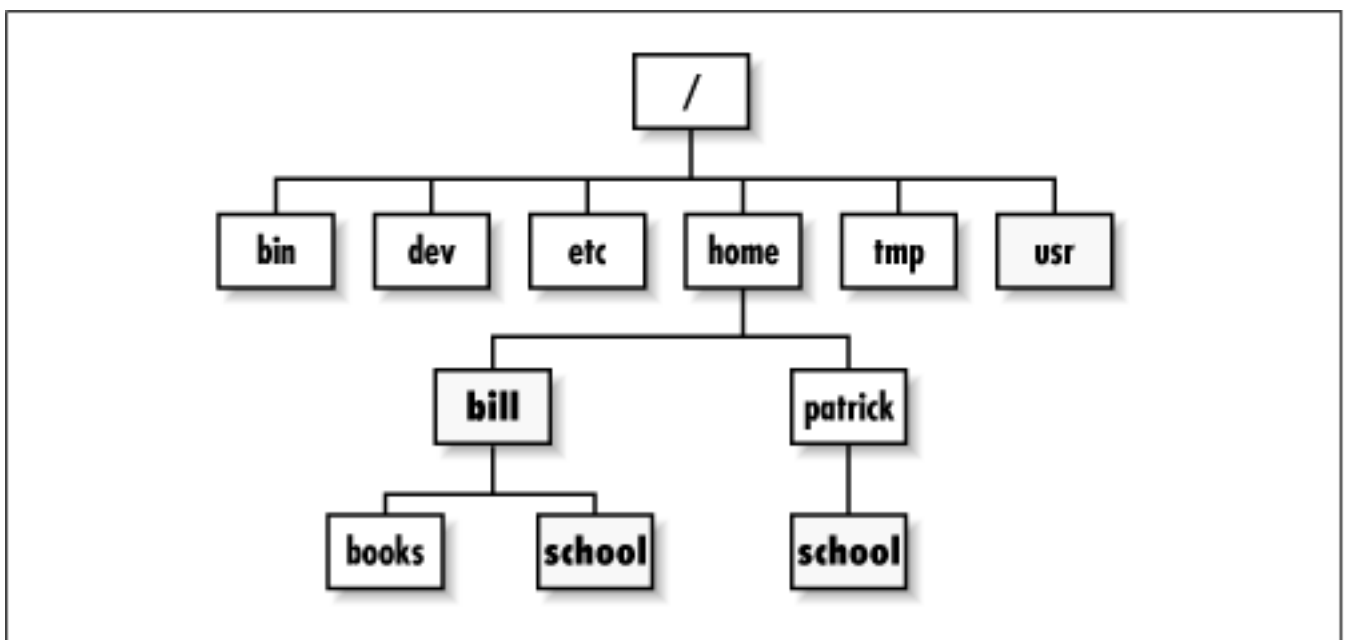 /
bin dev etc home tmp usr
bill patrick
books school school